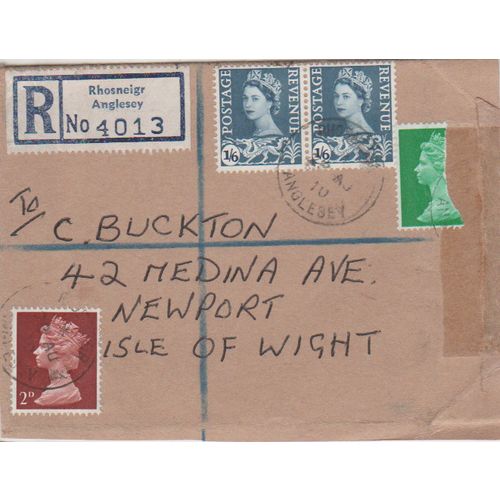 R
Rhosneigr
Anglesey
No 4013
POSTAGE REVENUE 1/6
POSTAGE REVENUE 1/6
ANGLESEY
To/
C. BUCKTON
42 MEDINA AVE.
NEWPORT
ISLE OF WIGHT
2D